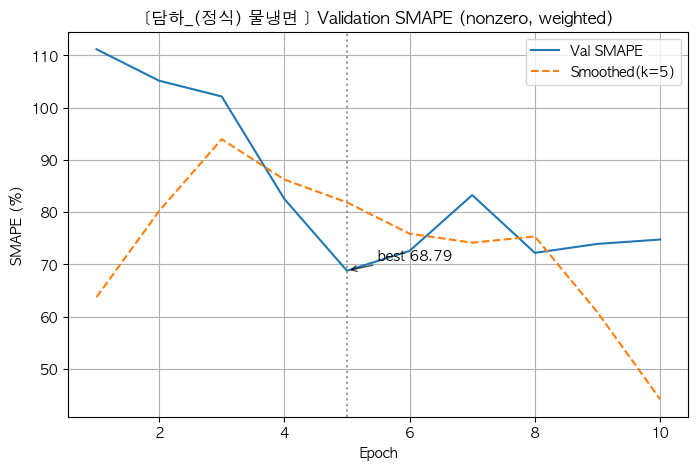 [담하_(정식) 물냉면 ] Validation SMAPE (nonzero, weighted)
Val SMAPE
Smoothed(k=5)
SMAPE (%)
110
100
90
80
70
60
50
best 68.79
2
4
6
8
10
Epoch